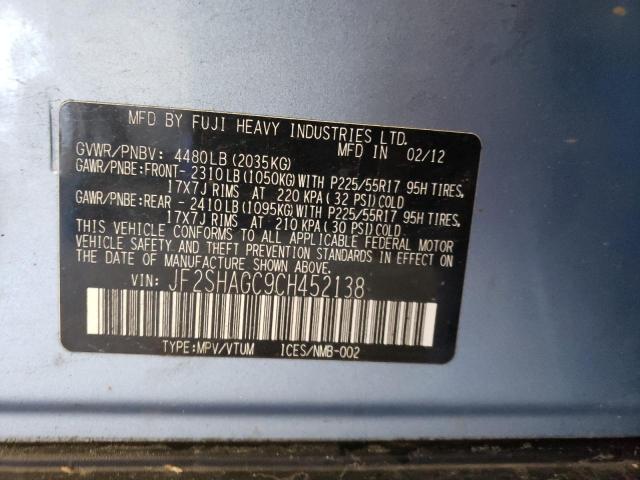 MFD BY FUJI HEAVY INDUSTRIES LTD.
MFD IN 02/12
GVWR/PNBV: 4480LB(2035KG)
GAWR/PNBE:FRONT- 2310LB(1050KG)WITH P225/55R17 95H TIRES,
17X7J RIMS AT 220 KPA( 32 PSI)COLD
GAWR/PNBE:REAR - 2410LB(1095KG)WITH P225/55R17 95H TIRES,
17X7J RIMS AT 210 KPA( 30 PSI)COLD
THIS VEHICLE CONFORMS TO ALL APPLICABLE FEDERAL MOTOR
VEHICLE SAFETY AND THEFT PREVENTION STANDARDS IN EFFECT ON
THE DATE OF MANUFACTURE SHOWN ABOVE.
VIN: JF2SHAGC9CH452138
TYPE:MPV/VTUM ICES/NMB-002